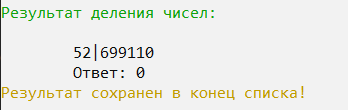 Результат деления чисел:
52|699110
Ответ: 0
Результат сохранен в конец списка!